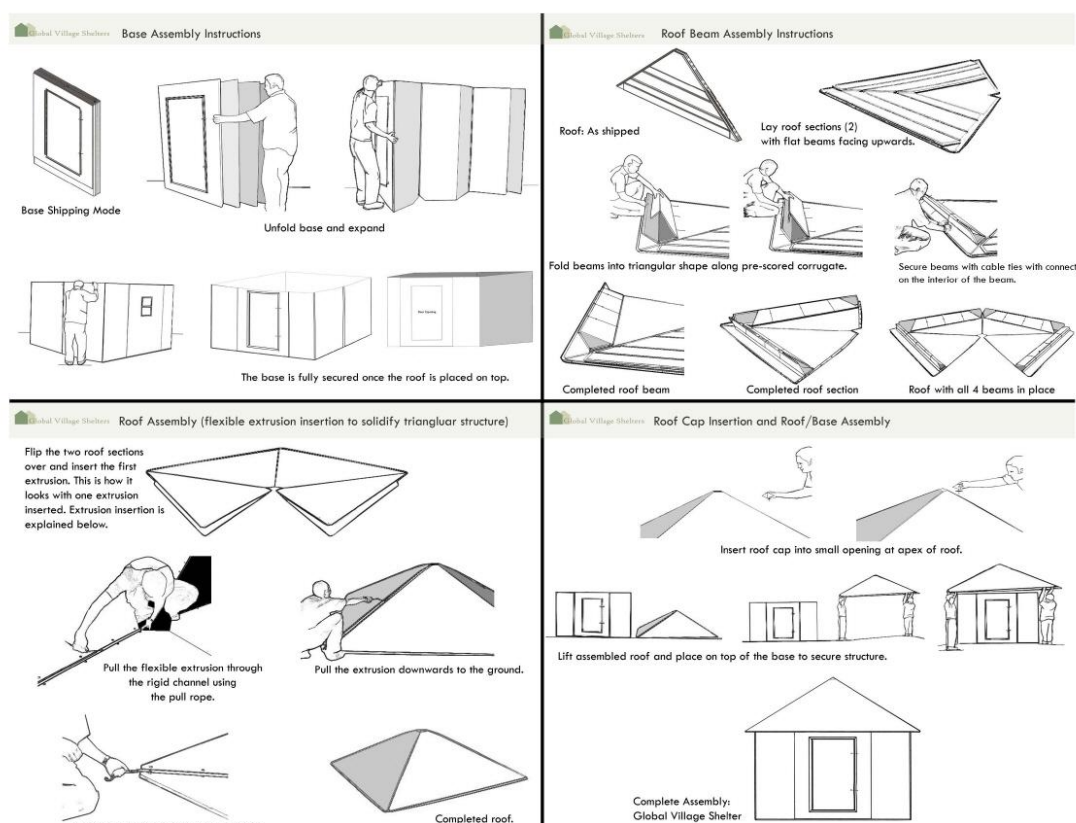 Global Village Shelters Base Assembly Instructions
Base Shipping Mode
Unfold base and expand
The base is fully secured once the roof is placed on top.
Global Village Shelters Roof Beam Assembly Instructions
Roof: As shipped
Lay roof sections (2)
with flat beams facing upwards.
Fold beams into triangular shape along pre-scored corrugate.
Secure beams with cable ties with connect
on the interior of the beam.
Completed roof beam
Completed roof section
Roof with all 4 beams in place
Global Village Shelters Roof Assembly (flexible extrusion insertion to solidify triangluar structure)
Flip the two roof sections
over and insert the first
extrusion. This is how it
looks with one extrusion
inserted. Extrusion insertion is
explained below.
Pull the flexible extrusion through
the rigid channel using
the pull rope.
Pull the extrusion downwards to the ground.
Completed roof.
Global Village Shelters Roof Cap Insertion and Roof/Base Assembly
Insert roof cap into small opening at apex of roof.
Lift assembled roof and place on top of the base to secure structure.
Complete Assembly:
Global Village Shelter